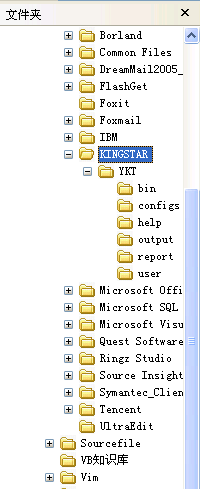 文件夹
Borland
Common Files
DreamMail2005_
FlashGet
Foxit
Foxmail
IBM
KINGSTAR
YKT
bin
configs
help
output
report
user
Microsoft Offi
Microsoft SQL
Microsoft Visu
Quest Software
Ringz Studio
Source Insight
Symantec_Clien
Tencent
UltraEdit
Sourcefile
VB知识库
Vim